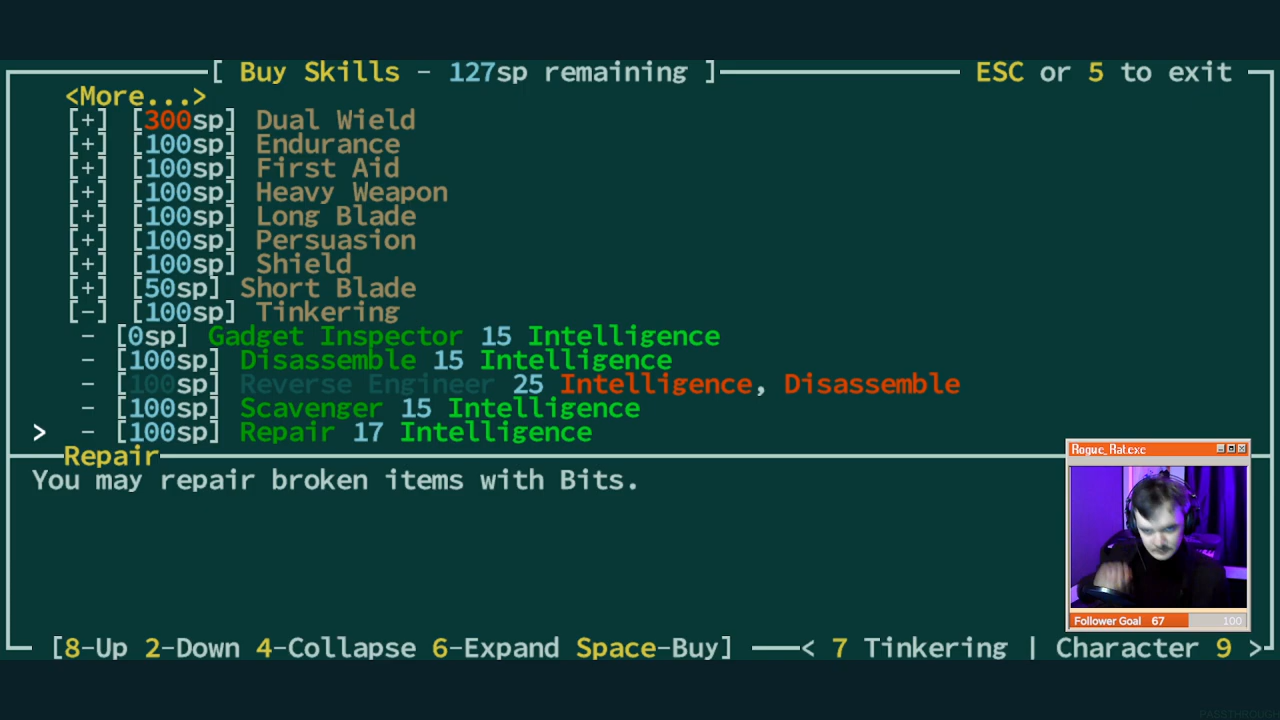 [ Buy Skills - 127sp remaining ] ESC or 5 to exit
<More...>
[+] [300sp] Dual Wield
[+] [100sp] Endurance
[+] [100sp] First Aid
[+] [100sp] Heavy Weapon
[+] [100sp] Long Blade
[+] [100sp] Persuasion
[+] [100sp] Shield
[+] [50sp] Short Blade
[-] [100sp] Tinkering
- [0sp] Gadget Inspector 15 Intelligence
- [100sp] Disassemble 15 Intelligence
- [100sp] Reverse Engineer 25 Intelligence, Disassemble
- [100sp] Scavenger 15 Intelligence
> - [100sp] Repair 17 Intelligence
Repair
You may repair broken items with Bits.
Rogue_Rat.exe
Follower Goal 67 100
[8-Up 2-Down 4-Collapse 6-Expand Space-Buy] < 7 Tinkering | Character 9 >